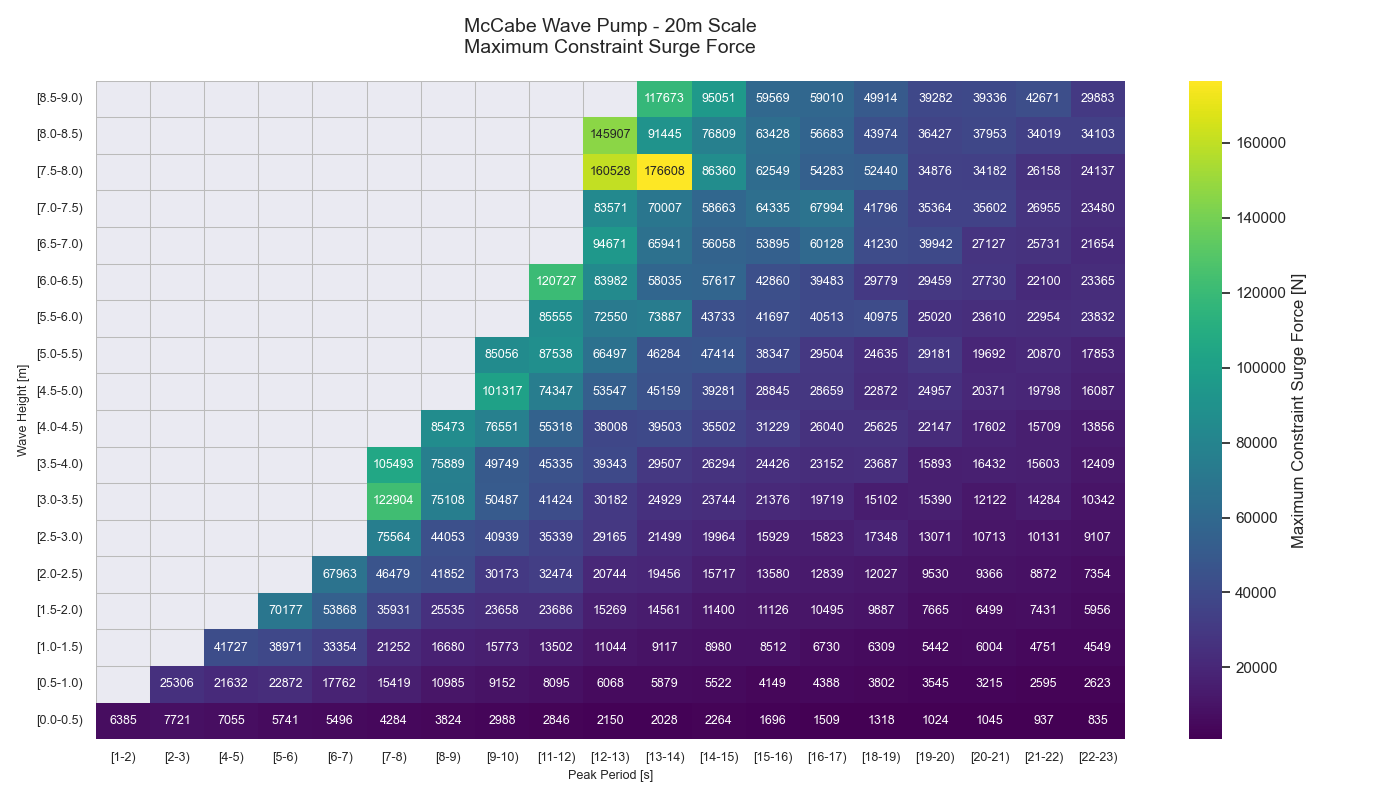 McCabe Wave Pump - 20m Scale
Maximum Constraint Surge Force
[8.5-9.0) 117673 95051 59569 59010 49914 39282 39336 42671 29883
[8.0-8.5) 145907 91445 76809 63428 56683 43974 36427 37953 34019 34103
[7.5-8.0) 160528 176608 86360 62549 54283 52440 34876 34182 26158 24137
[7.0-7.5) 83571 70007 58663 64335 67994 41796 35364 35602 26955 23480
[6.5-7.0) 94671 65941 56058 53895 60128 41230 39942 27127 25731 21654
[6.0-6.5) 120727 83982 58035 57617 42860 39483 29779 29459 27730 22100 23365
[5.5-6.0) 85555 72550 73887 43733 41697 40513 40975 25020 23610 22954 23832
[5.0-5.5) 85056 87538 66497 46284 47414 38347 29504 24635 29181 19692 20870 17853
[4.5-5.0) 101317 74347 53547 45159 39281 28845 28659 22872 24957 20371 19798 16087
[4.0-4.5) 85473 76551 55318 38008 39503 35502 31229 26040 25625 22147 17602 15709 13856
[3.5-4.0) 105493 75889 49749 45335 39343 29507 26294 24426 23152 23687 15893 16432 15603 12409
[3.0-3.5) 122904 75108 50487 41424 30182 24929 23744 21376 19719 15102 15390 12122 14284 10342
[2.5-3.0) 75564 44053 40939 35339 29165 21499 19964 15929 15823 17348 13071 10713 10131 9107
[2.0-2.5) 67963 46479 41852 30173 32474 20744 19456 15717 13580 12839 12027 9530 9366 8872 7354
[1.5-2.0) 70177 53868 35931 25535 23658 23686 15269 14561 11400 11126 10495 9887 7665 6499 7431 5956
[1.0-1.5) 41727 38971 33354 21252 16680 15773 13502 11044 9117 8980 8512 6730 6309 5442 6004 4751 4549
[0.5-1.0) 25306 21632 22872 17762 15419 10985 9152 8095 6068 5879 5522 4149 4388 3802 3545 3215 2595 2623
[0.0-0.5) 6385 7721 7055 5741 5496 4284 3824 2988 2846 2150 2028 2264 1696 1509 1318 1024 1045 937 835
[1-2) [2-3) [4-5) [5-6) [6-7) [7-8) [8-9) [9-10) [11-12) [12-13) [13-14) [14-15) [15-16) [16-17) [18-19) [19-20) [20-21) [21-22) [22-23)
Peak Period [s]
Wave Height [m]
160000
140000
120000
100000
80000
60000
40000
20000
Maximum Constraint Surge Force [N]